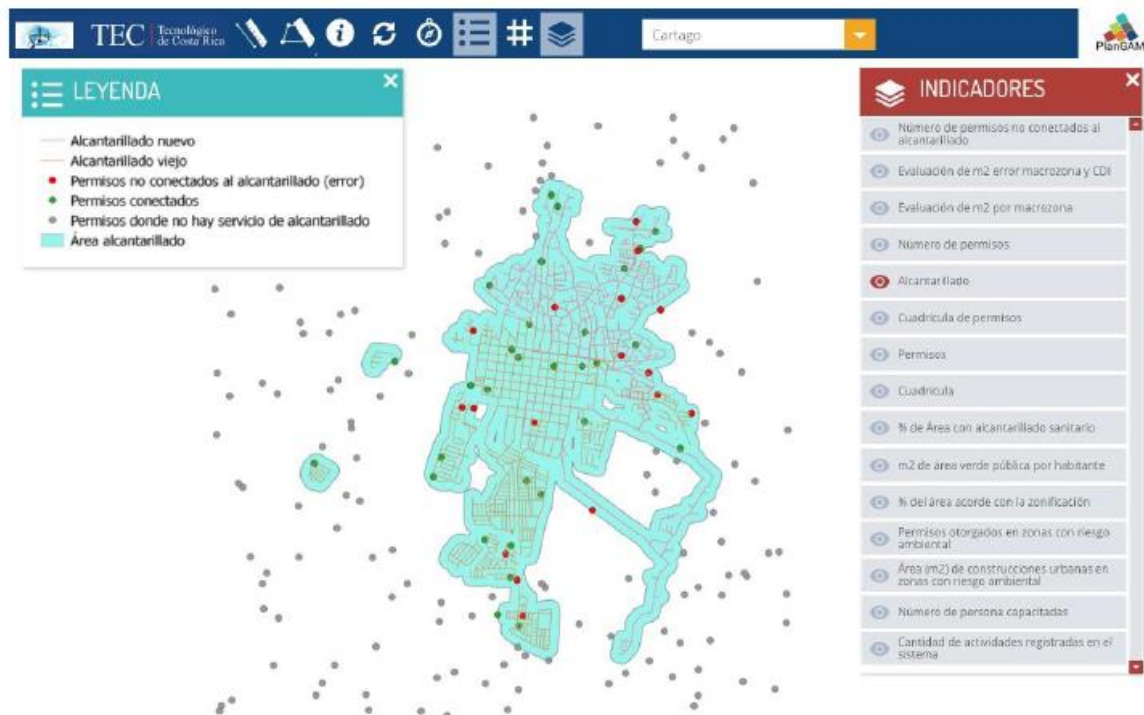 TEC Tecnológico
de Costa Rica
Cartago
PlanGAM
LEYENDA
Alcantarillado nuevo
Alcantarillado viejo
Permisos no conectados al alcantarillado (error)
Permisos conectados
Permisos donde no hay servicio de alcantarillado
Área alcantarillado
INDICADORES
Número de permisos no conectados al
alcantarillado
Evaluación de m2 error macrozona y CDI
Evaluación de m2 por macrozona
Número de permisos
Alcantarillado
Cuadrícula de permisos
Permisos
Cuadrícula
% de Área con alcantarillado sanitario
m2 de área verde pública por habitante
% del área acorde con la zonificación
Permisos otorgados en zonas con riesgo
ambiental
Área (m2) de construcciones urbanas en
zonas con riesgo ambiental
Número de persona capacitadas
Cantidad de actividades registradas en el
sistema